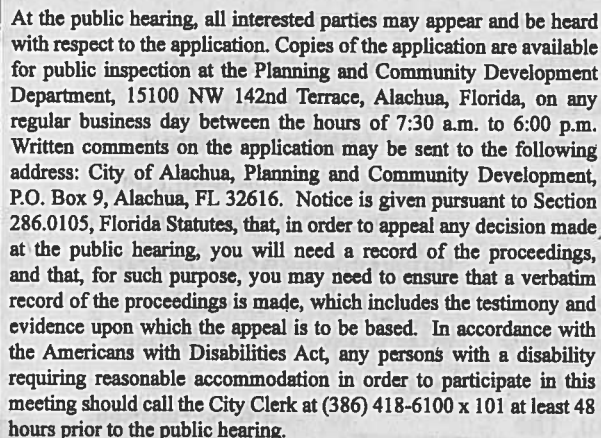 At the public hearing, all interested parties may appear and be heard
with respect to the application. Copies of the application are available
for public inspection at the Planning and Community Development
Department, 15100 NW 142nd Terrace, Alachua, Florida, on any
regular business day between the hours of 7:30 a.m. to 6:00 p.m.
Written comments on the application may be sent to the following
address: City of Alachua, Planning and Community Development,
P.O. Box 9, Alachua, FL 32616. Notice is given pursuant to Section
286.0105, Florida Statutes, that, in order to appeal any decision made
at the public hearing, you will need a record of the proceedings,
and that, for such purpose, you may need to ensure that a verbatim
record of the proceedings is made, which includes the testimony and
evidence upon which the appeal is to be based. In accordance with
the Americans with Disabilities Act, any persons with a disability
requiring reasonable accommodation in order to participate in this
meeting should call the City Clerk at (386) 418-6100 x 101 at least 48
hours prior to the public hearing.